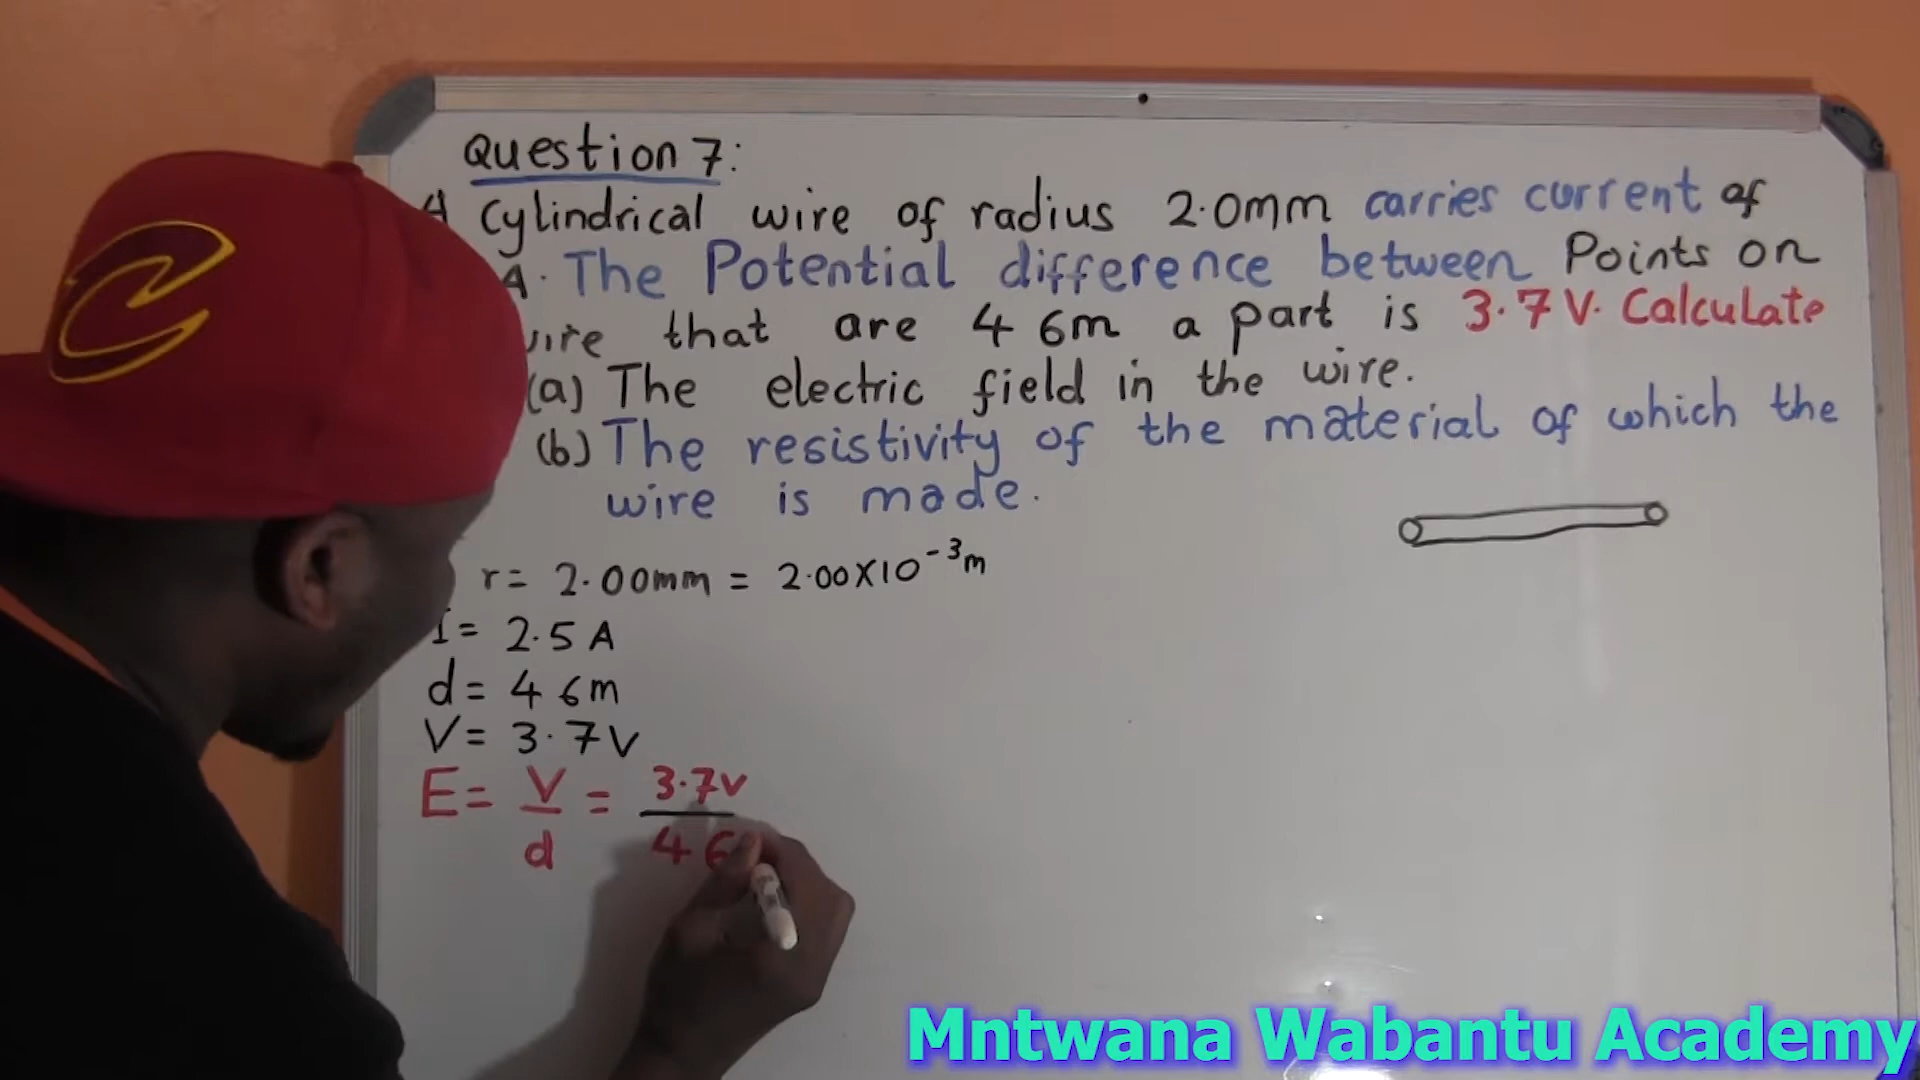 Question 7:
A Cylindrical wire of radius 2.0mm carries current of
A. The Potential difference between Points on
wire that are 4 6m a part is 3.7 V. Calculate
(a) The electric field in the wire.
(b) The resistivity of the material of which the
wire is made.
r = 2.00mm = 2.00X10⁻³m
I = 2.5 A
d = 4 6m
V = 3.7V
E = V/d = 3.7V/4 6
C
Mntwana Wabantu Academy